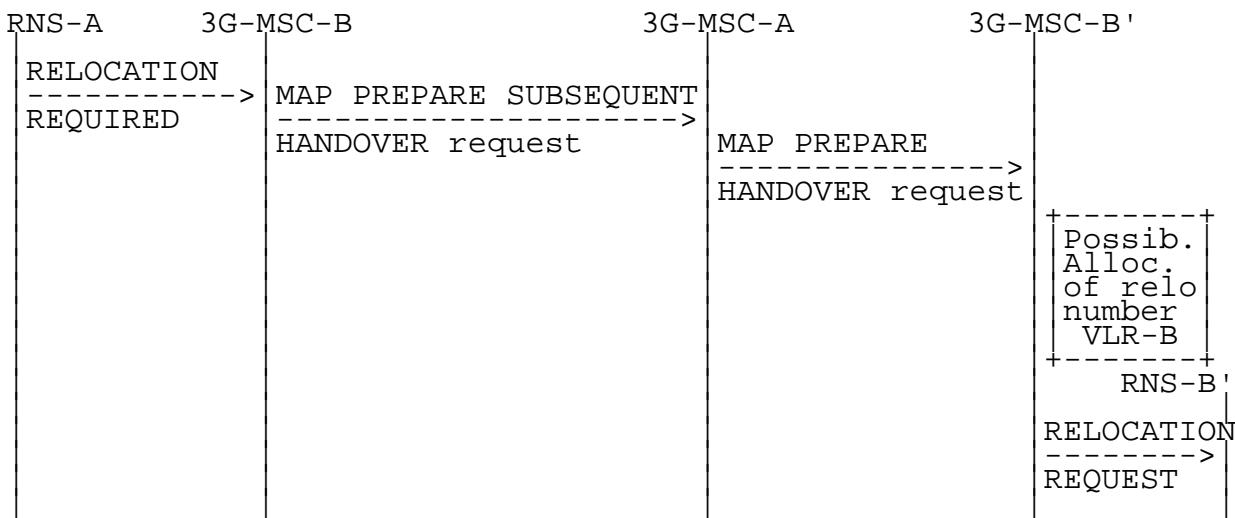 RNS-A 3G-MSC-B 3G-MSC-A 3G-MSC-B'
RELOCATION
REQUIRED
MAP PREPARE SUBSEQUENT
HANDOVER request
MAP PREPARE
HANDOVER request
Possib.
Alloc.
of relo
number
VLR-B
RNS-B'
RELOCATION
REQUEST